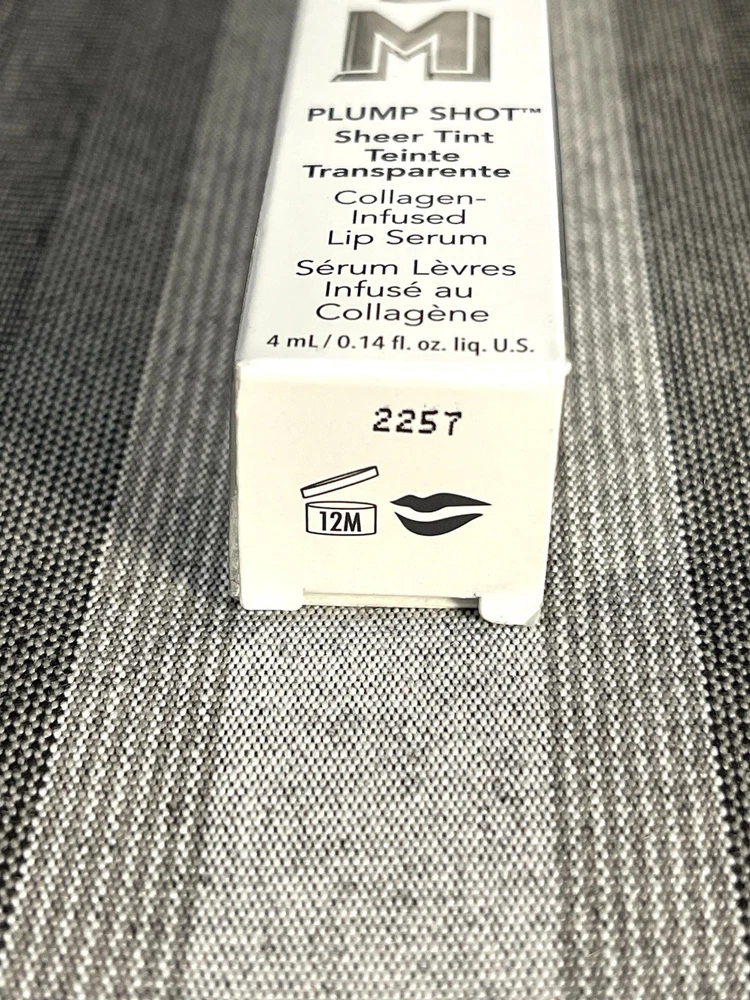 M
PLUMP SHOT™
Sheer Tint
Teinte
Transparente
Collagen-
Infused
Lip Serum
Sérum Lèvres
Infusé au
Collagène
4 mL / 0.14 fl. oz. liq. U.S.
2257
12M